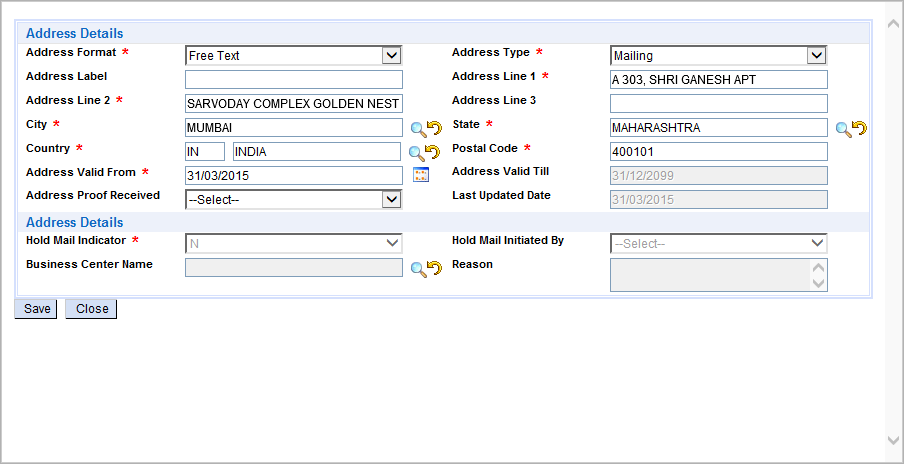 Address Details
Address Format * Free Text Address Type * Mailing
Address Label Address Line 1 * A 303, SHRI GANESH APT
Address Line 2 * SARVODAY COMPLEX GOLDEN NEST Address Line 3
City * MUMBAI State * MAHARASHTRA
Country * IN INDIA Postal Code * 400101
Address Valid From * 31/03/2015 Address Valid Till 31/12/2099
Address Proof Received --Select-- Last Updated Date 31/03/2015
Address Details
Hold Mail Indicator * N Hold Mail Initiated By --Select--
Business Center Name Reason
Save Close